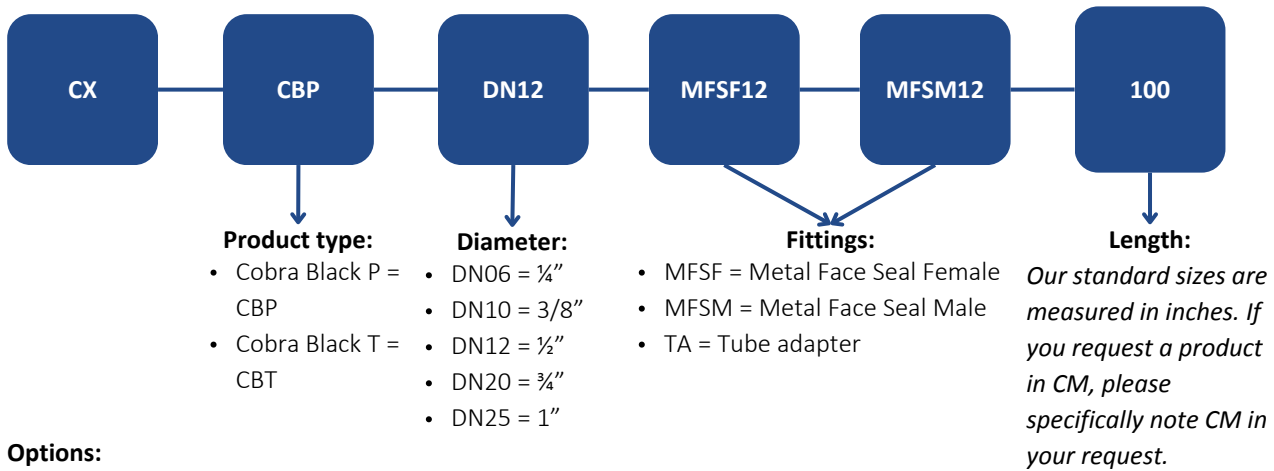 CX
CBP
DN12
MFSF12
MFSM12
100
Product type:
• Cobra Black P =
CBP
• Cobra Black T =
CBT
Diameter:
• DN06 = ¼”
• DN10 = 3/8”
• DN12 = ½”
• DN20 = ¾”
• DN25 = 1”
Fittings:
• MFSF = Metal Face Seal Female
• MFSM = Metal Face Seal Male
• TA = Tube adapter
Length:
Our standard sizes are
measured in inches. If
you request a product
in CM, please
specifically note CM in
your request.
Options: